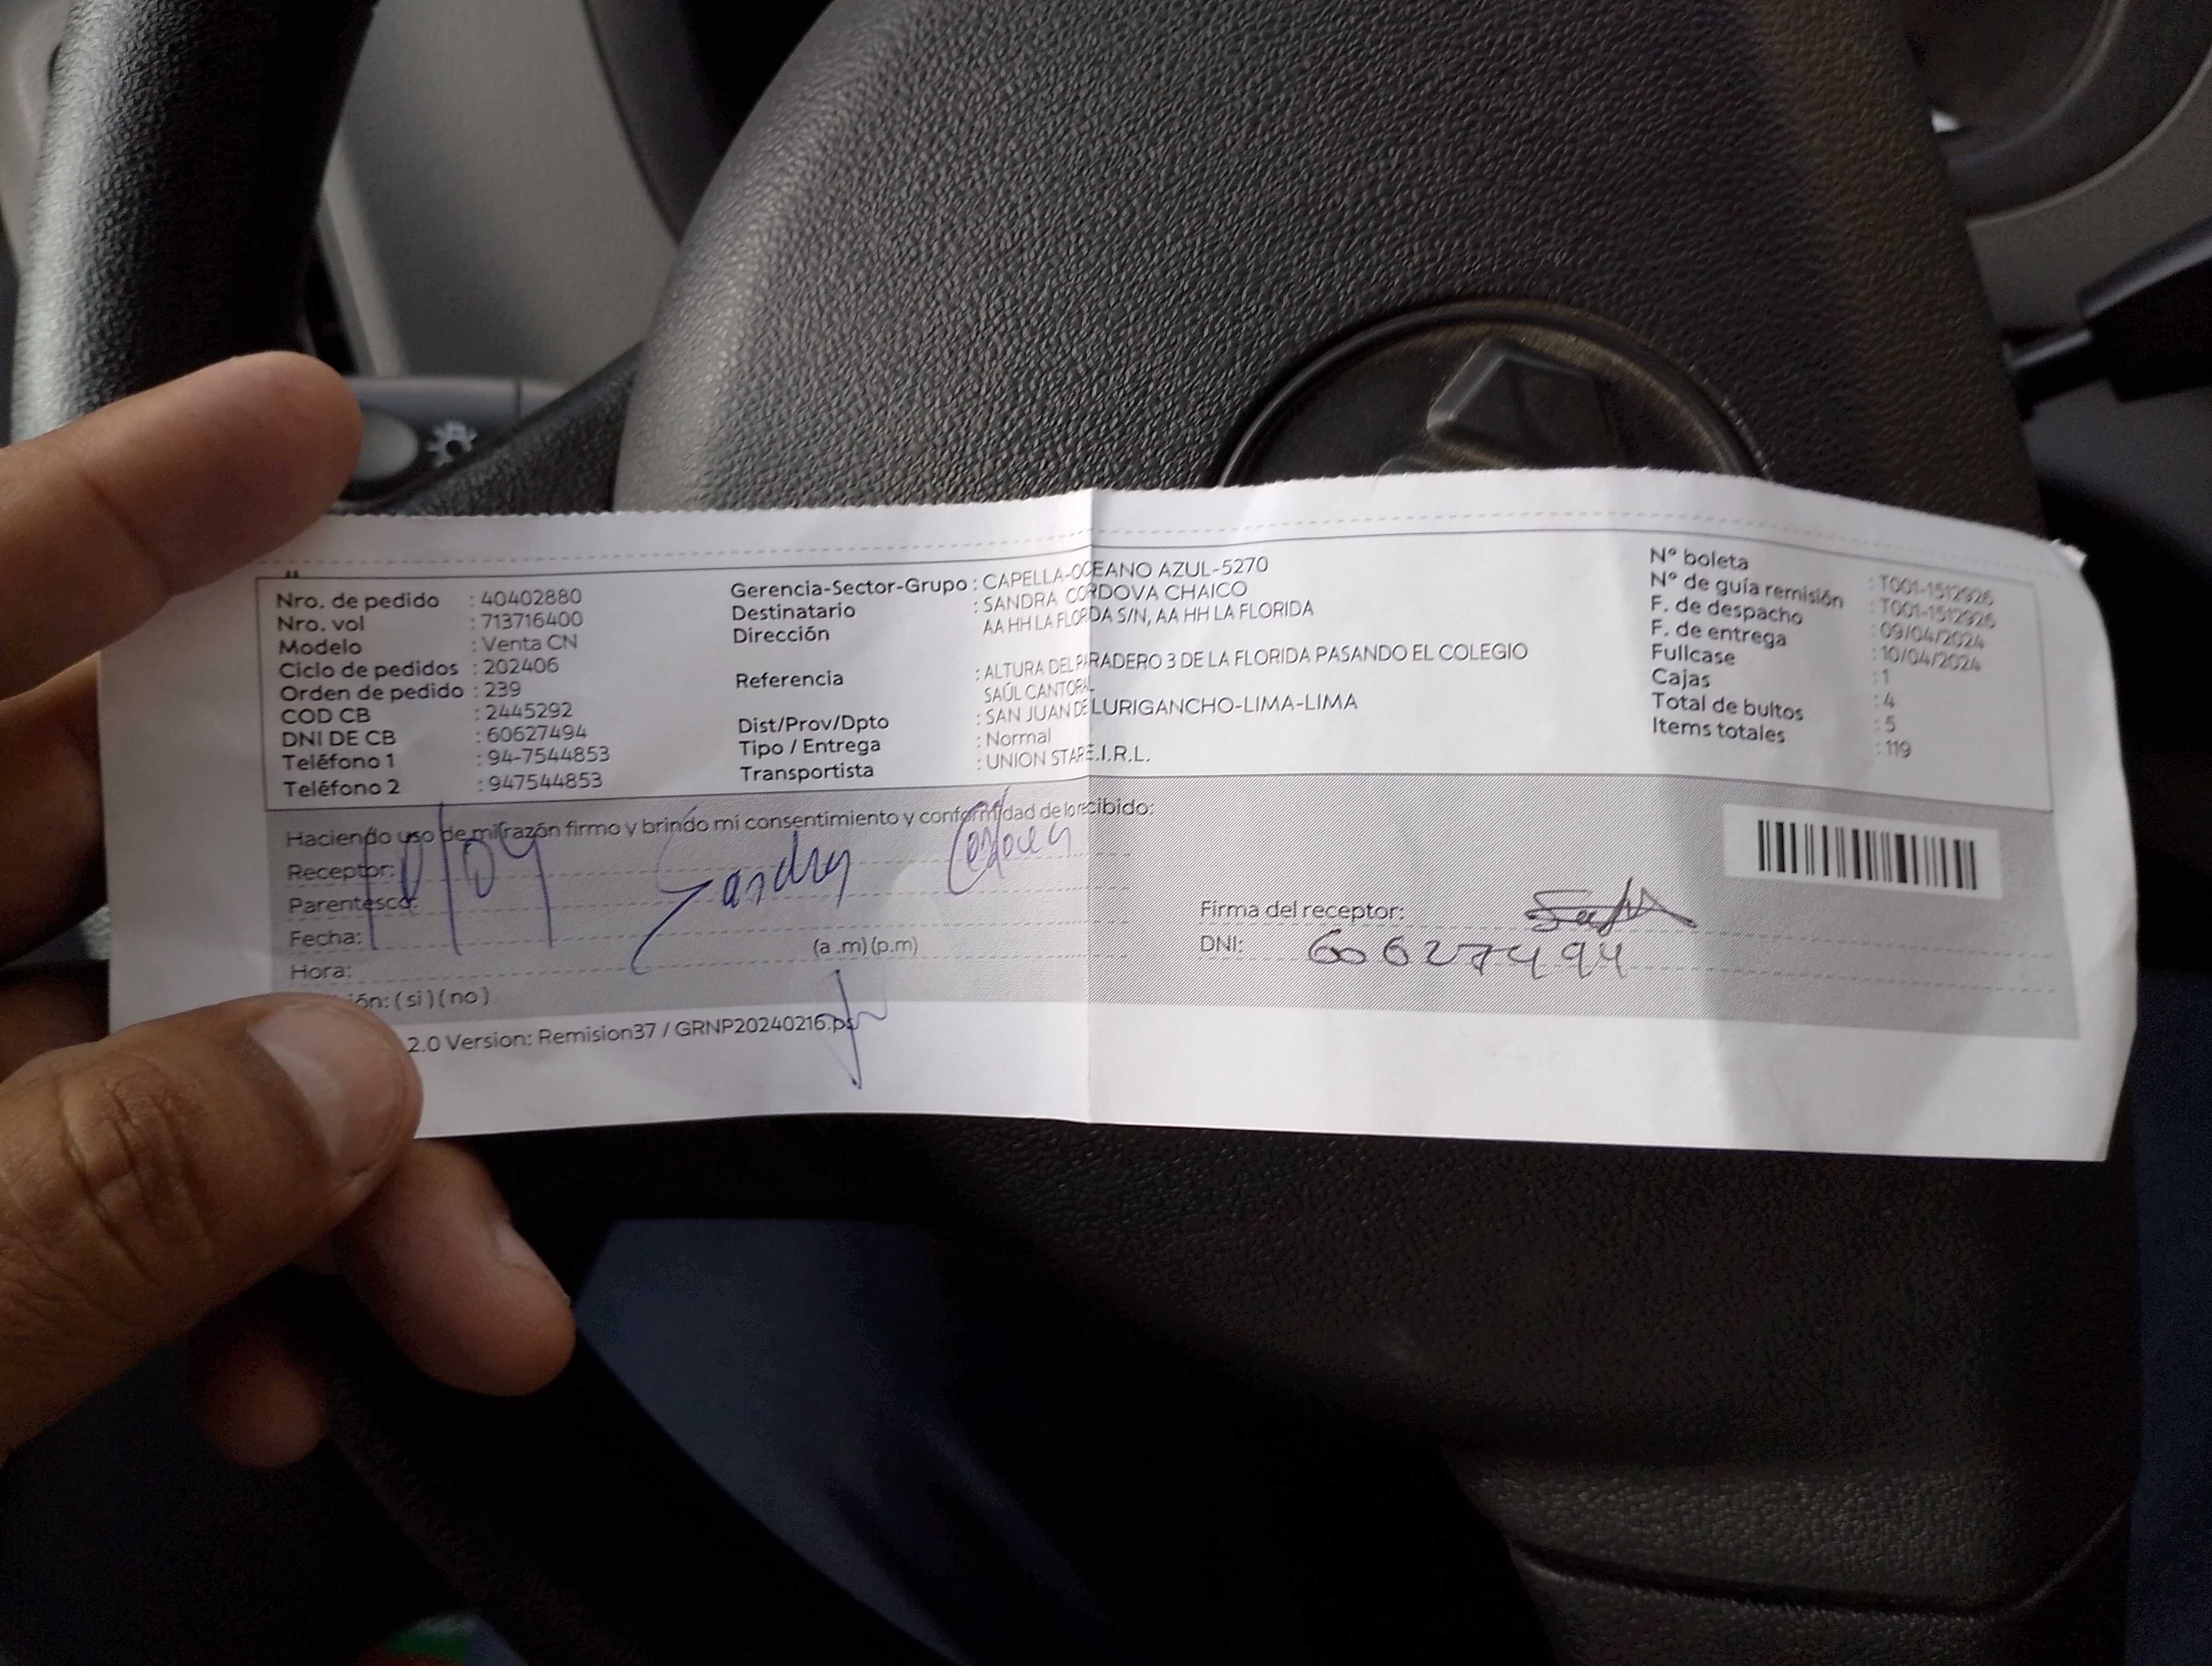 Nro. de pedido : 40402880
Nro. vol : 713716400
Modelo : Venta CN
Ciclo de pedidos : 202406
Orden de pedido : 239
COD CB : 2445292
DNI DE CB : 60627494
Teléfono 1 : 94-7544853
Teléfono 2 : 947544853
Gerencia-Sector-Grupo : CAPELLA-OCEANO AZUL-5270
Destinatario : SANDRA CORDOVA CHAICO
Dirección AA HH LA FLORIDA S/N, AA HH LA FLORIDA
Referencia : ALTURA DEL PARADERO 3 DE LA FLORIDA PASANDO EL COLEGIO
SAÚL CANTORAL
Dist/Prov/Dpto : SAN JUAN DE LURIGANCHO-LIMA-LIMA
Tipo / Entrega : Normal
Transportista : UNION STAR E.I.R.L.
N° boleta : T001-1512926
N° de guía remisión : T001-1512926
F. de despacho : 09/04/2024
F. de entrega : 10/04/2024
Fullcase : 1
Cajas : 4
Total de bultos : 5
Items totales : 119
Haciendo uso de mi razón firmo y brindo mi consentimiento y conformidad de lo recibido:
Receptor: 10/04 Sandra Cordova
Parentesco:
Fecha:
Hora: (a .m) (p.m)
ión: ( si ) ( no )
2.0 Version: Remision37 / GRNP20240216.ps
Firma del receptor:
DNI: 60627494